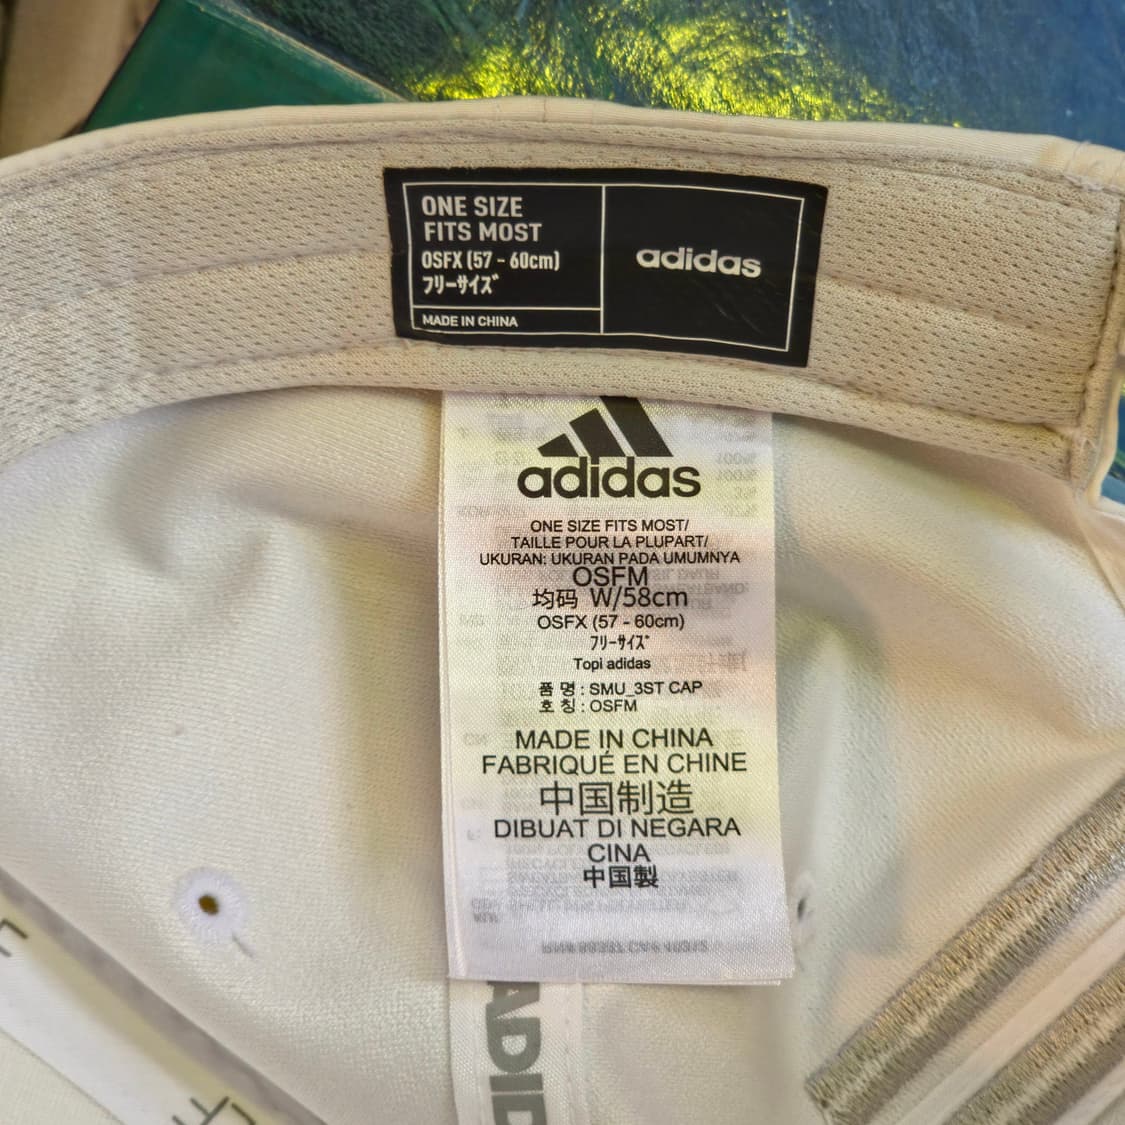 ONE SIZE
FITS MOST
OSFX (57 - 60cm)
フリーサイズ
MADE IN CHINA
adidas
adidas
ONE SIZE FITS MOST/
TAILLE POUR LA PLUPART/
UKURAN: UKURAN PADA UMUMNYA
OSFM
均码 W/58cm
OSFX (57 - 60cm)
フリーサイズ
Topi adidas
품 명 : SMU_3ST CAP
호 칭 : OSFM
MADE IN CHINA
FABRIQUÉ EN CHINE
中国制造
DIBUAT DI NEGARA
CINA
中国製
ADID